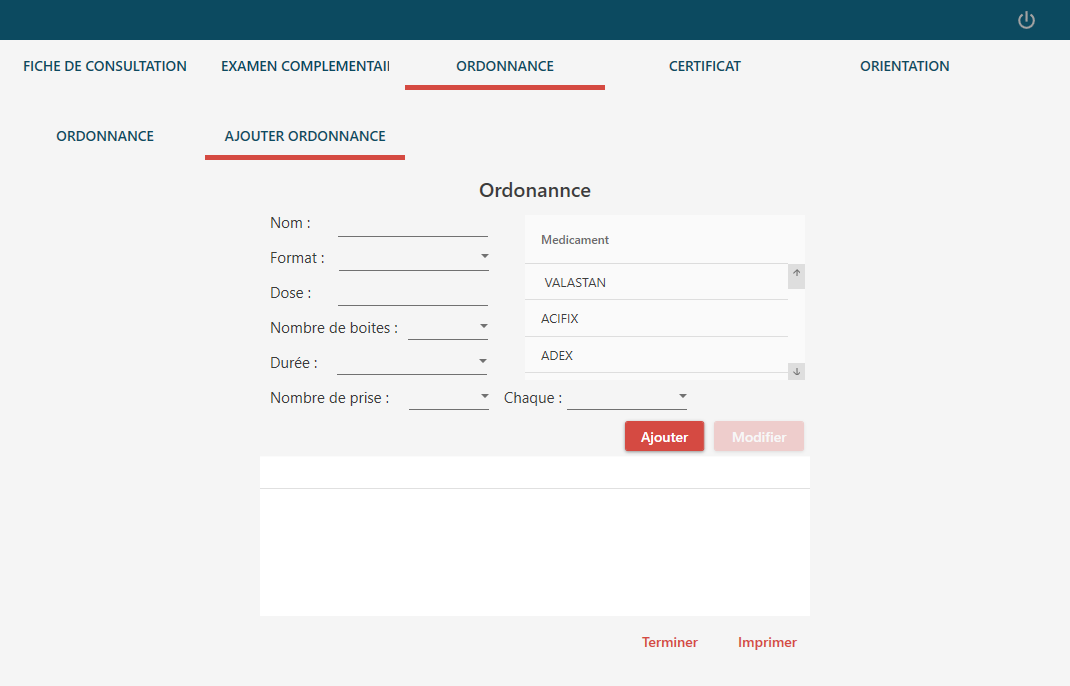 FICHE DE CONSULTATION EXAMEN COMPLEMENTAI ORDONNANCE CERTIFICAT ORIENTATION
ORDONNANCE AJOUTER ORDONNANCE
Ordonannce
Nom :
Format :
Dose :
Nombre de boites :
Durée :
Nombre de prise : Chaque :
Medicament
VALASTAN
ACIFIX
ADEX
Ajouter Modifier
Terminer Imprimer